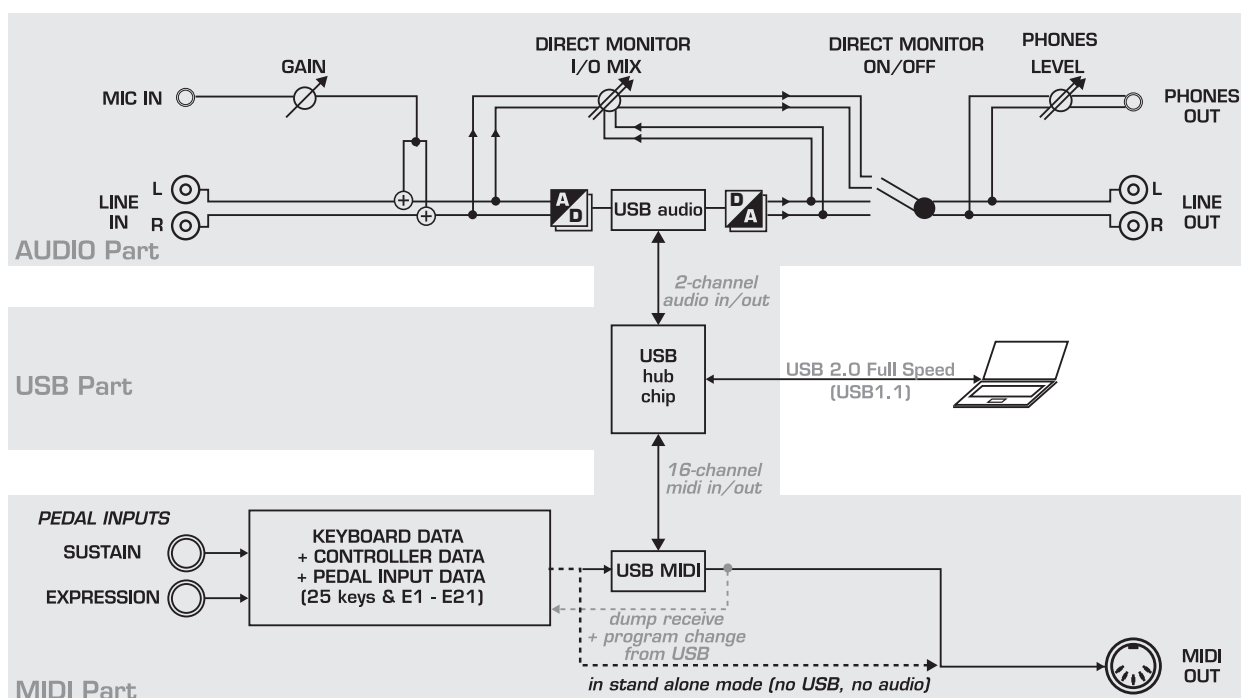 DIRECT MONITOR
I/O MIX
DIRECT MONITOR
ON/OFF
PHONES
LEVEL
GAIN
MIC IN
PHONES
OUT
LINE
IN
L
R
+
+
A
D
USB audio
D
A
L
R
LINE
OUT
AUDIO Part
2-channel
audio in/out
USB Part
USB
hub
chip
USB 2.0 Full Speed
(USB1.1)
16-channel
midi in/out
PEDAL INPUTS
SUSTAIN
EXPRESSION
KEYBOARD DATA
+ CONTROLLER DATA
+ PEDAL INPUT DATA
(25 keys & E1 - E21)
USB MIDI
dump receive
+ program change
from USB
in stand alone mode (no USB, no audio)
MIDI
OUT
MIDI Part